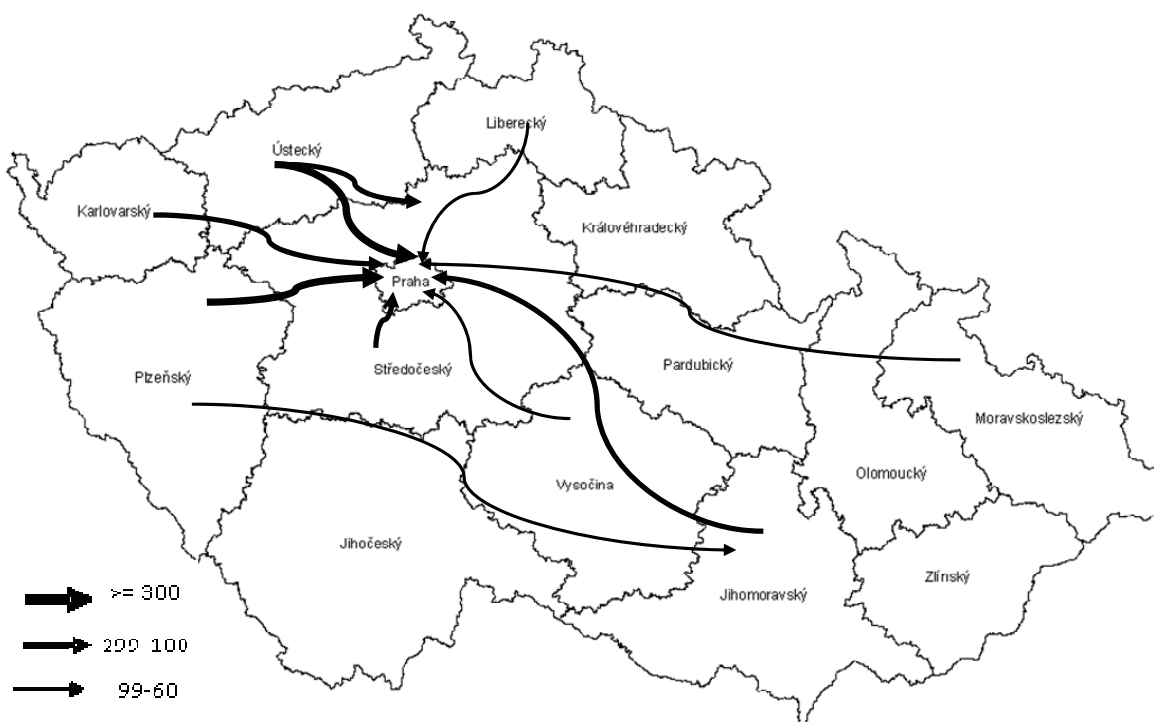 Liberecký
Ústecký
Karlovarský
Královéhradecký
Praha
Středočeský
Plzeňský
Pardubický
Moravskoslezský
Olomoucký
Vysočina
Jihočeský
Zlínský
Jihomoravský
>= 300
299 100
99-60